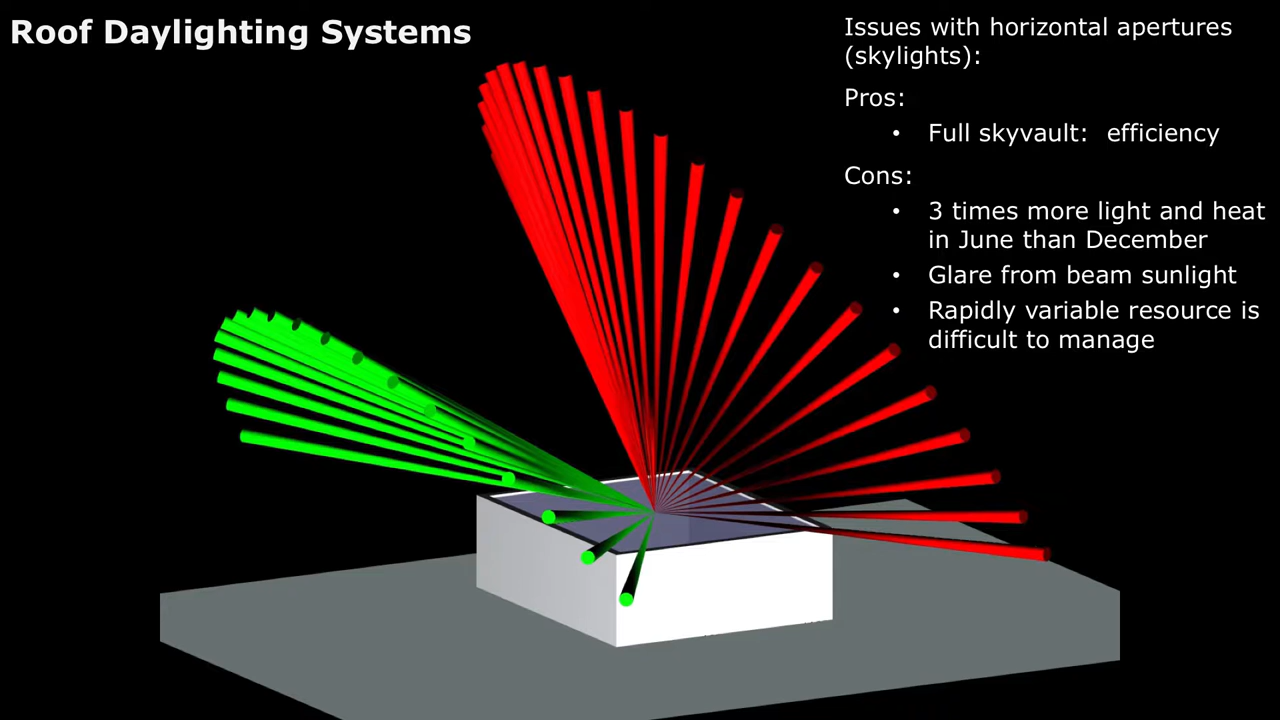 Roof Daylighting Systems
Issues with horizontal apertures
(skylights):
Pros:
• Full skyvault: efficiency
Cons:
• 3 times more light and heat
in June than December
• Glare from beam sunlight
• Rapidly variable resource is
difficult to manage